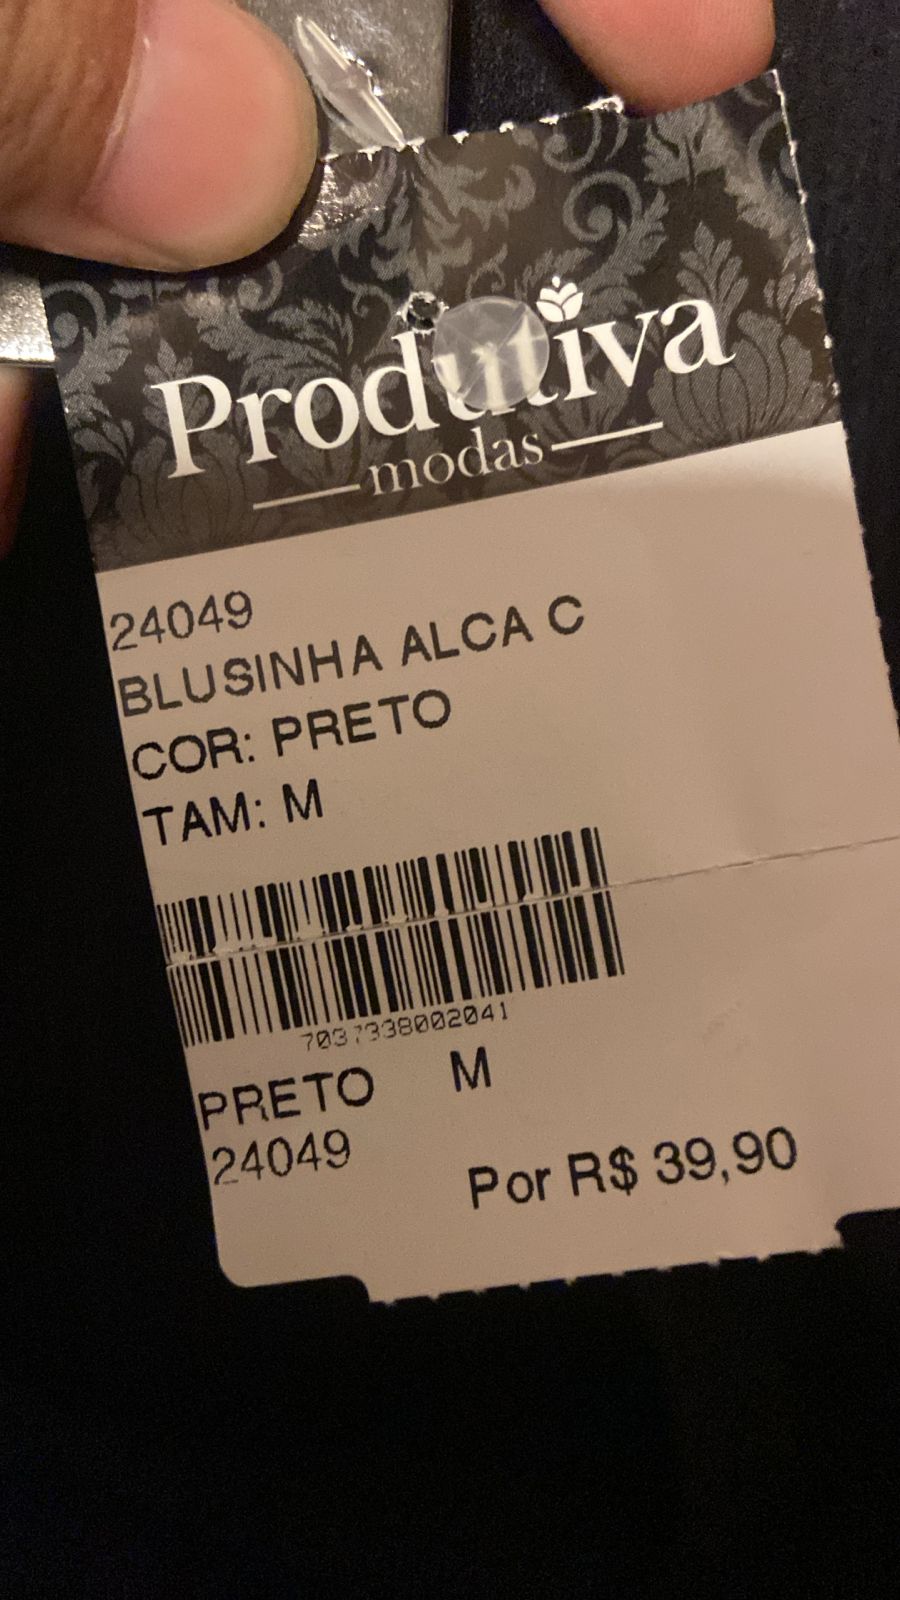 Produtiva
modas
24049
BLUSINHA ALCA C
COR: PRETO
TAM: M
7037338002041
PRETO M
24049
Por R$ 39,90